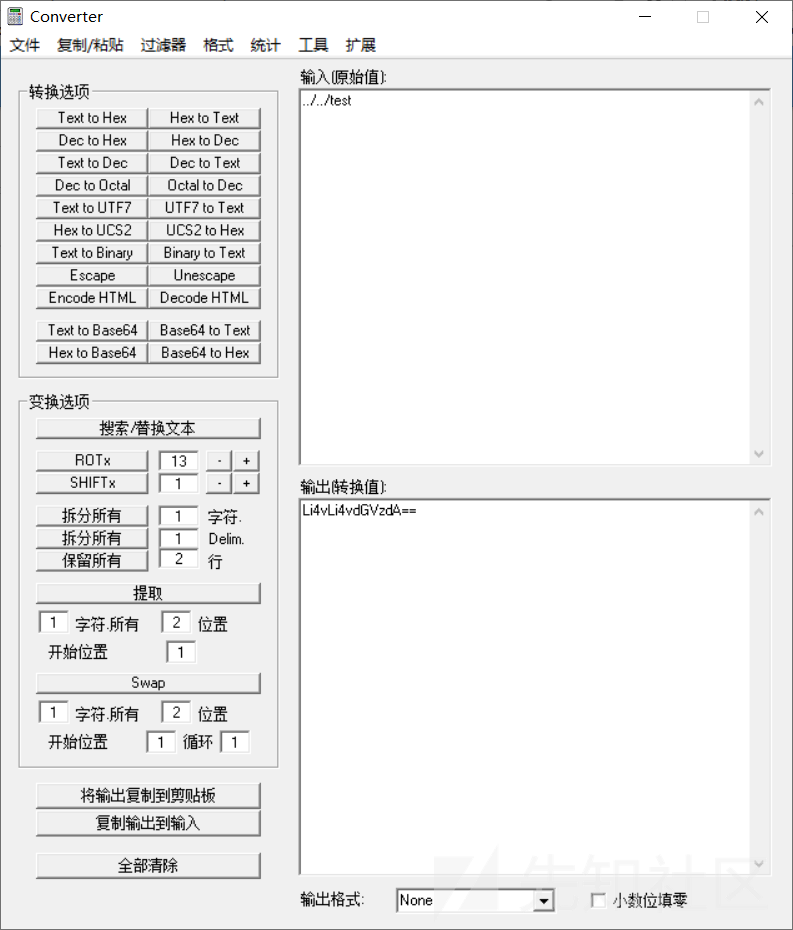 Converter
文件 复制/粘贴 过滤器 格式 统计 工具 扩展
转换选项
Text to Hex Hex to Text
Dec to Hex Hex to Dec
Text to Dec Dec to Text
Dec to Octal Octal to Dec
Text to UTF7 UTF7 to Text
Hex to UCS2 UCS2 to Hex
Text to Binary Binary to Text
Escape Unescape
Encode HTML Decode HTML
Text to Base64 Base64 to Text
Hex to Base64 Base64 to Hex
变换选项
搜索/替换文本
ROTx 13 - +
SHIFTx 1 - +
拆分所有 1 字符.
拆分所有 1 Delim.
保留所有 2 行
提取
1 字符.所有 2 位置
开始位置 1
Swap
1 字符.所有 2 位置
开始位置 1 循环 1
将输出复制到剪贴板
复制输出到输入
全部清除
输入(原始值):
../../test
输出(转换值):
Li4vLi4vdGVzdA==
输出格式: None 小数位填零
先知社区